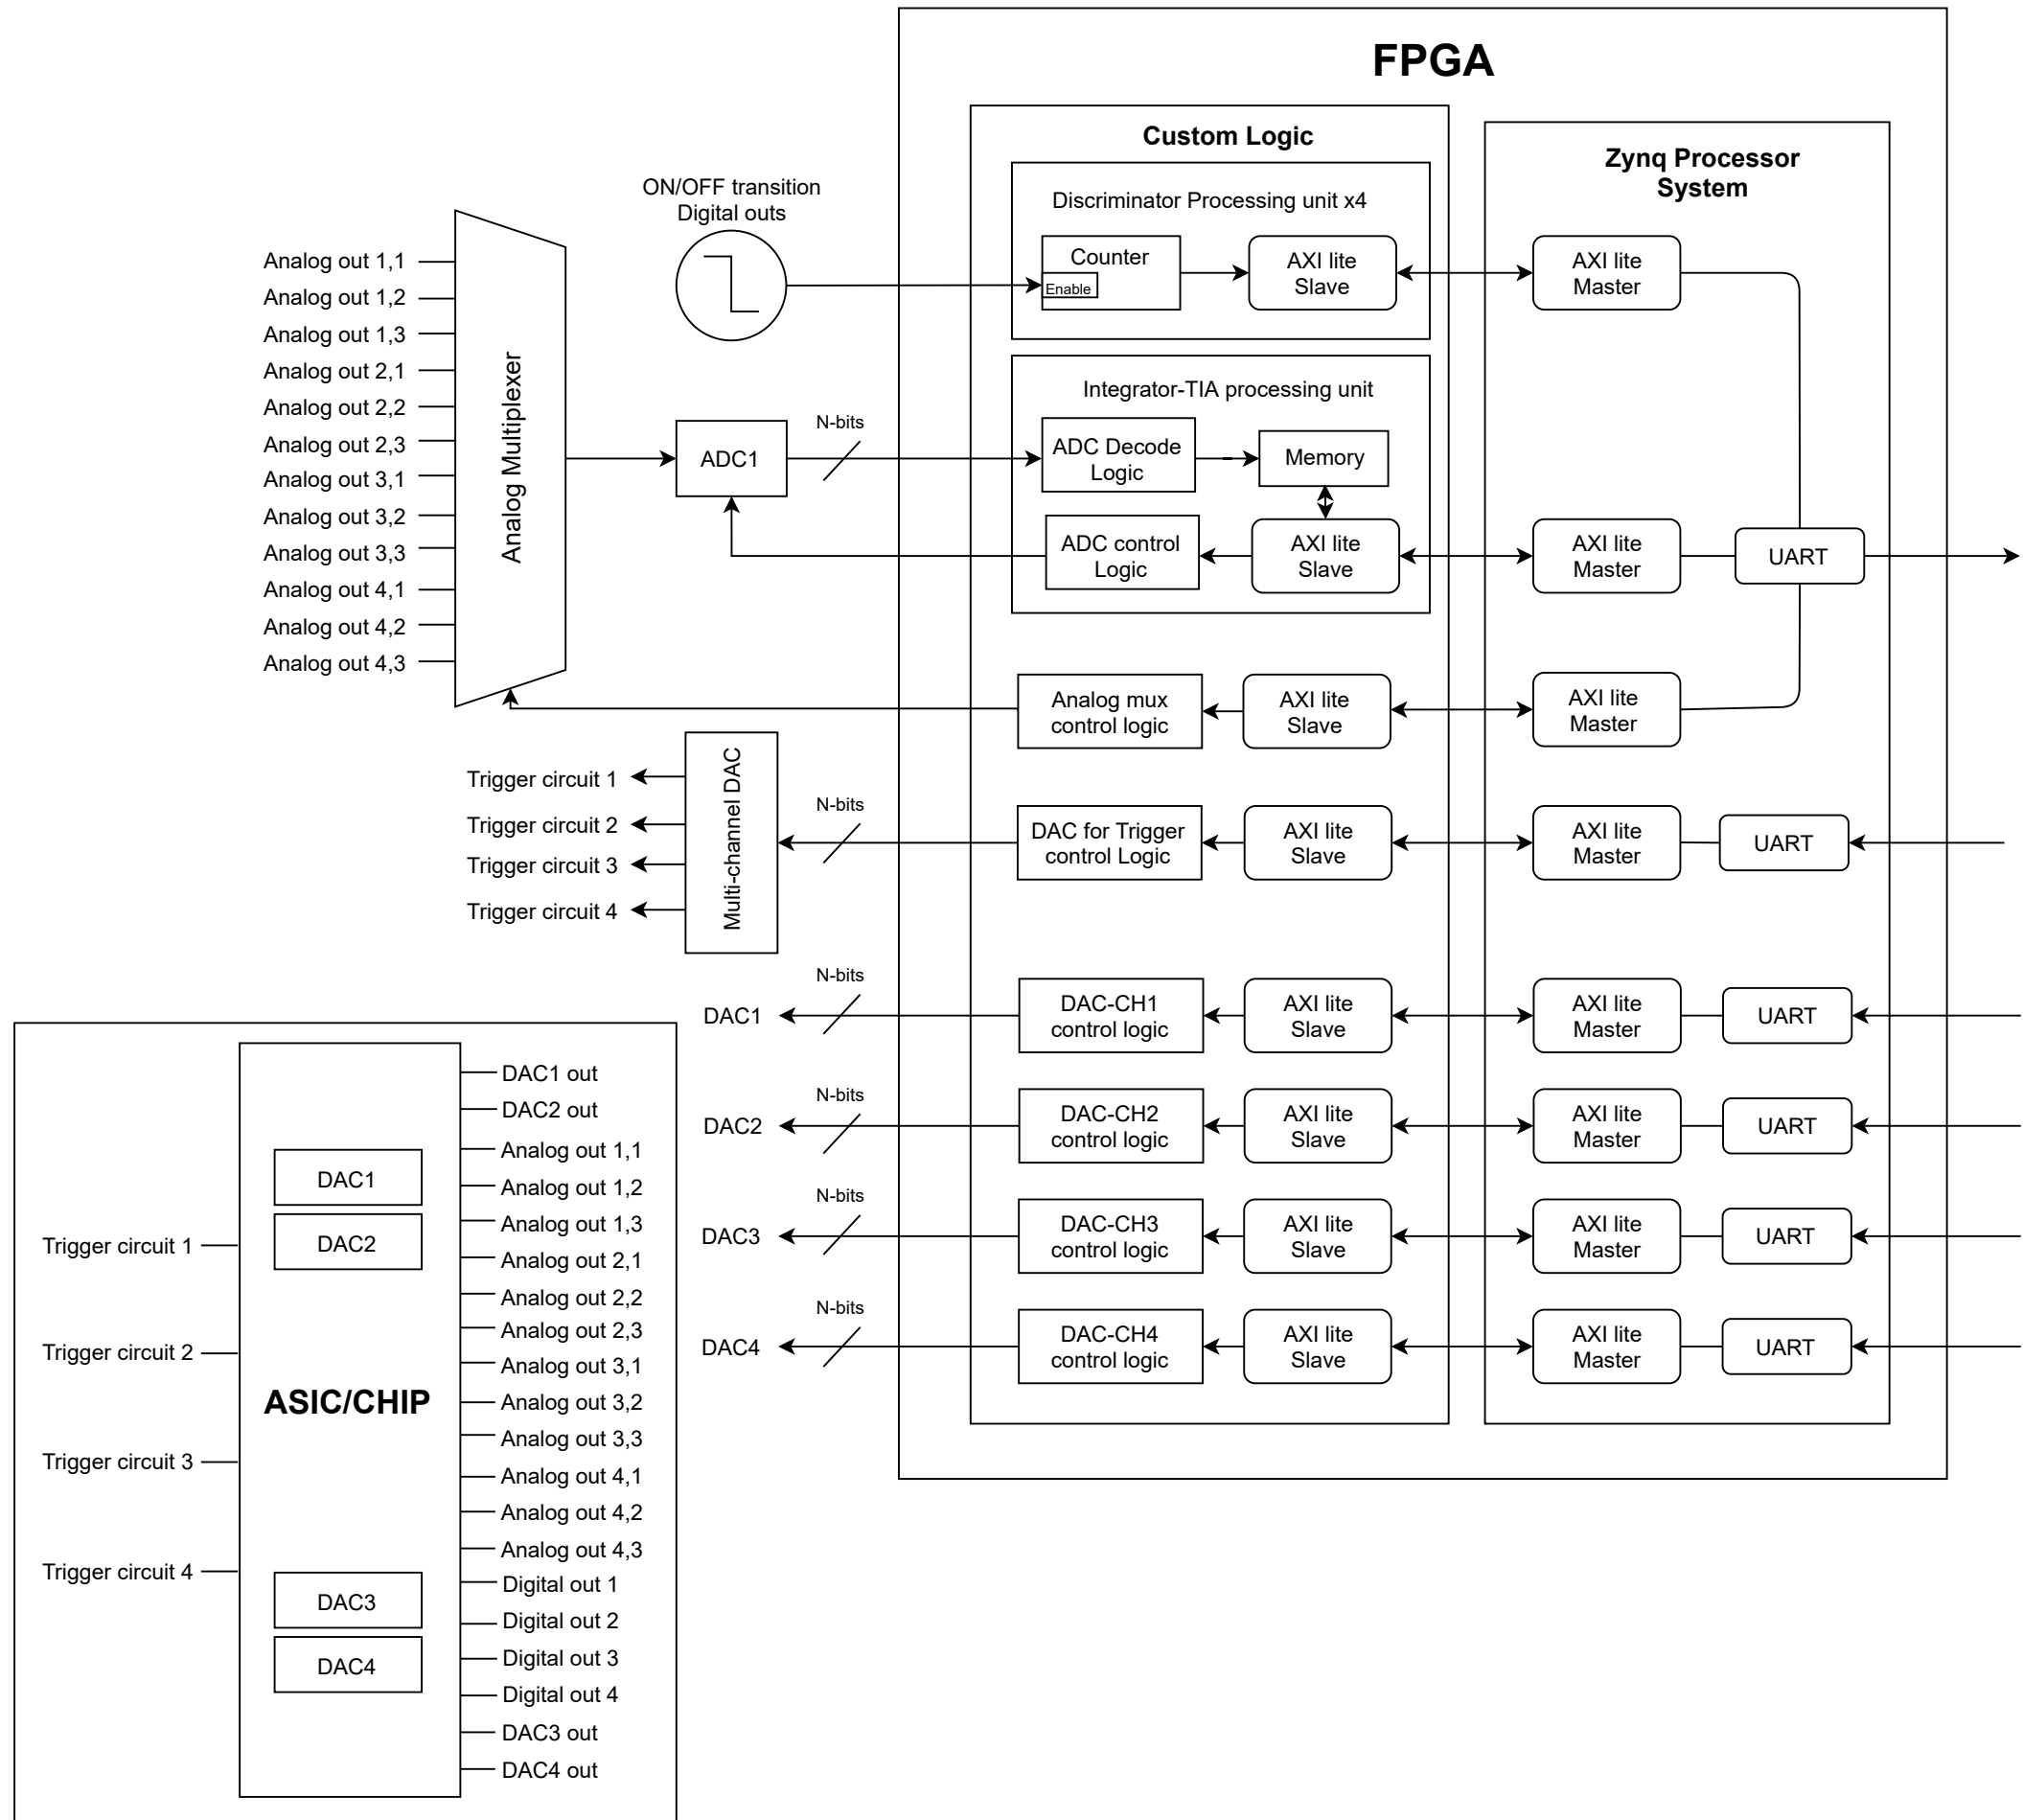 FPGA
Custom Logic
Zynq Processor
System
ON/OFF transition
Digital outs
Discriminator Processing unit x4
Counter
Enable
AXI lite
Slave
AXI lite
Master
Analog out 1,1
Analog out 1,2
Analog out 1,3
Analog out 2,1
Analog out 2,2
Analog out 2,3
Analog out 3,1
Analog out 3,2
Analog out 3,3
Analog out 4,1
Analog out 4,2
Analog out 4,3
Analog Multiplexer
ADC1
N-bits
Integrator-TIA processing unit
ADC Decode
Logic
Memory
ADC control
Logic
AXI lite
Slave
AXI lite
Master
UART
Analog mux
control logic
AXI lite
Slave
AXI lite
Master
Trigger circuit 1
Trigger circuit 2
Trigger circuit 3
Trigger circuit 4
Multi-channel DAC
N-bits
DAC for Trigger
control Logic
AXI lite
Slave
AXI lite
Master
UART
DAC1
N-bits
DAC-CH1
control logic
AXI lite
Slave
AXI lite
Master
UART
DAC2
N-bits
DAC-CH2
control logic
AXI lite
Slave
AXI lite
Master
UART
DAC3
N-bits
DAC-CH3
control logic
AXI lite
Slave
AXI lite
Master
UART
DAC4
N-bits
DAC-CH4
control logic
AXI lite
Slave
AXI lite
Master
UART
Trigger circuit 1
Trigger circuit 2
Trigger circuit 3
Trigger circuit 4
DAC1
DAC2
ASIC/CHIP
DAC3
DAC4
DAC1 out
DAC2 out
Analog out 1,1
Analog out 1,2
Analog out 1,3
Analog out 2,1
Analog out 2,2
Analog out 2,3
Analog out 3,1
Analog out 3,2
Analog out 3,3
Analog out 4,1
Analog out 4,2
Analog out 4,3
Digital out 1
Digital out 2
Digital out 3
Digital out 4
DAC3 out
DAC4 out